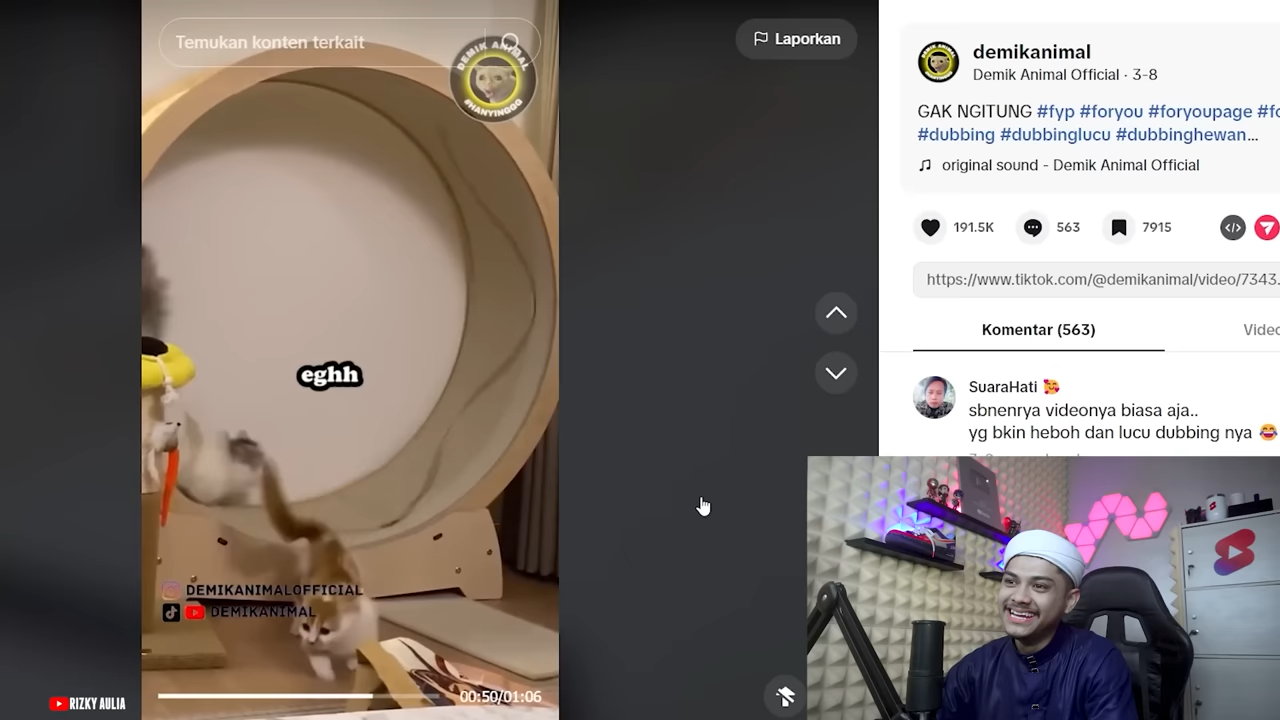 Temukan konten terkait
DEMIK ANIMAL
#HANYINGGG
Laporkan
eghh
DEMIKANIMALOFFICIAL
DEMIKANIMAL
00:50/01:06
RIZKY AULIA
demikanimal
Demik Animal Official · 3-8
GAK NGITUNG #fyp #foryou #foryoupage
#dubbing #dubbinglucu #dubbinghewan...
original sound - Demik Animal Official
191.5K
563
7915
https://www.tiktok.com/@demikanimal/video/7343.
Komentar (563)
SuaraHati 🥰
sbnenrya videonya biasa aja..
yg bkin heboh dan lucu dubbing nya 😂